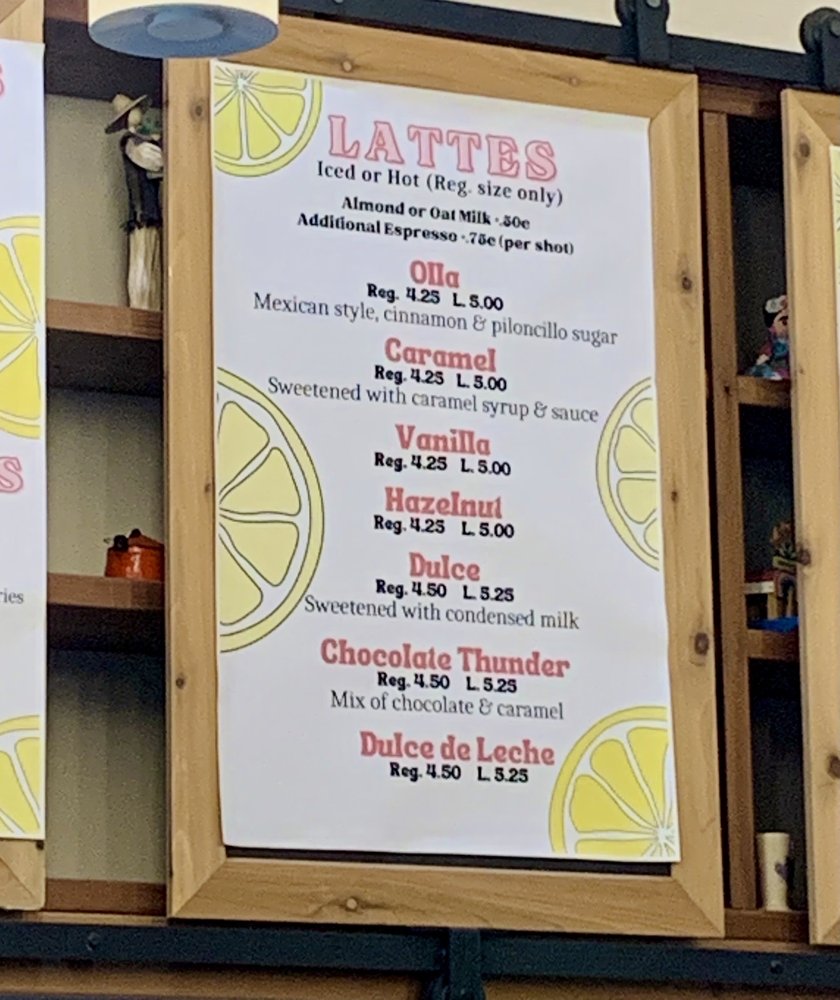 LATTES
Iced or Hot (Reg. size only)
Almond or Oat Milk +.50c
Additional Espresso +.75c (per shot)
Olla
Reg. 4.25 L. 5.00
Mexican style, cinnamon & piloncillo sugar
Caramel
Reg. 4.25 L. 5.00
Sweetened with caramel syrup & sauce
Vanilla
Reg. 4.25 L. 5.00
Hazelnut
Reg. 4.25 L. 5.00
Dulce
Reg. 4.50 L. 5.25
Sweetened with condensed milk
Chocolate Thunder
Reg. 4.50 L. 5.25
Mix of chocolate & caramel
Dulce de Leche
Reg. 4.50 L. 5.25
S
S
ries